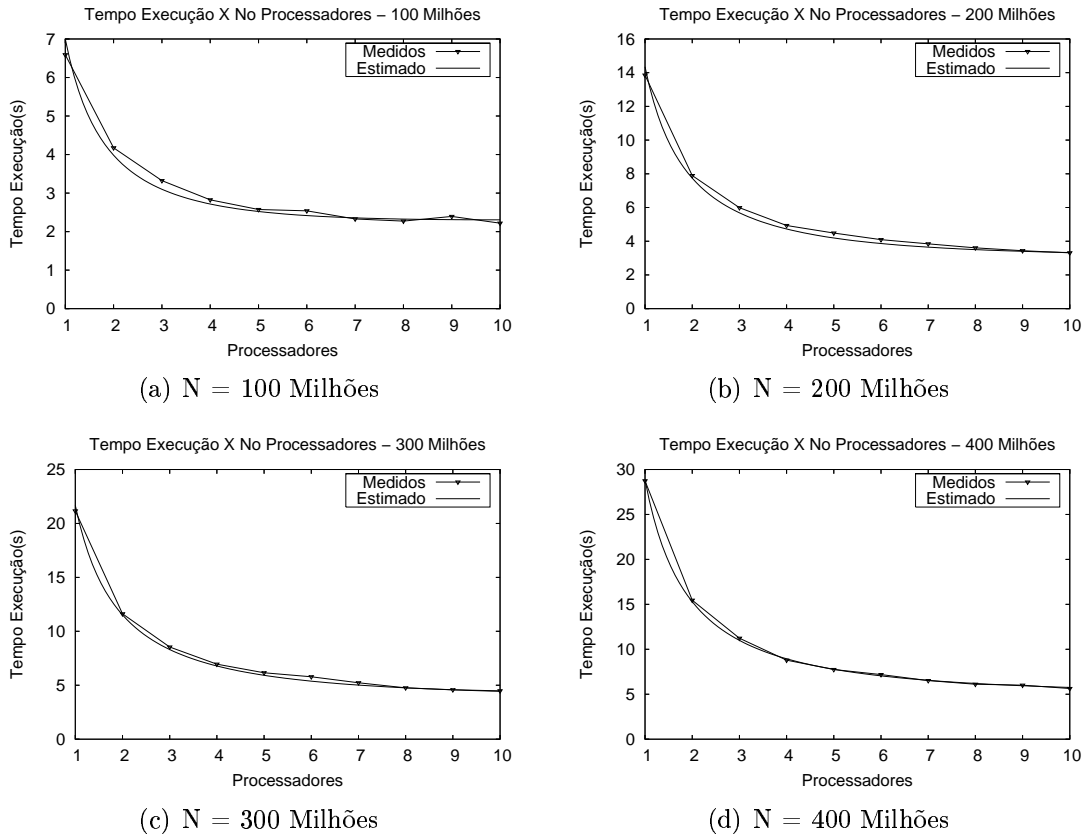 Tempo Execução X No Processadores – 100 Milhões
7
6
5
4
3
2
1
0
Tempo Execução(s)
Medidos
Estimado
1 2 3 4 5 6 7 8 9 10
Processadores
(a) N = 100 Milhões
Tempo Execução X No Processadores – 200 Milhões
16
14
12
10
8
6
4
2
0
Tempo Execução(s)
Medidos
Estimado
1 2 3 4 5 6 7 8 9 10
Processadores
(b) N = 200 Milhões
Tempo Execução X No Processadores – 300 Milhões
25
20
15
10
5
0
Tempo Execução(s)
Medidos
Estimado
1 2 3 4 5 6 7 8 9 10
Processadores
(c) N = 300 Milhões
Tempo Execução X No Processadores – 400 Milhões
30
25
20
15
10
5
0
Tempo Execução(s)
Medidos
Estimado
1 2 3 4 5 6 7 8 9 10
Processadores
(d) N = 400 Milhões